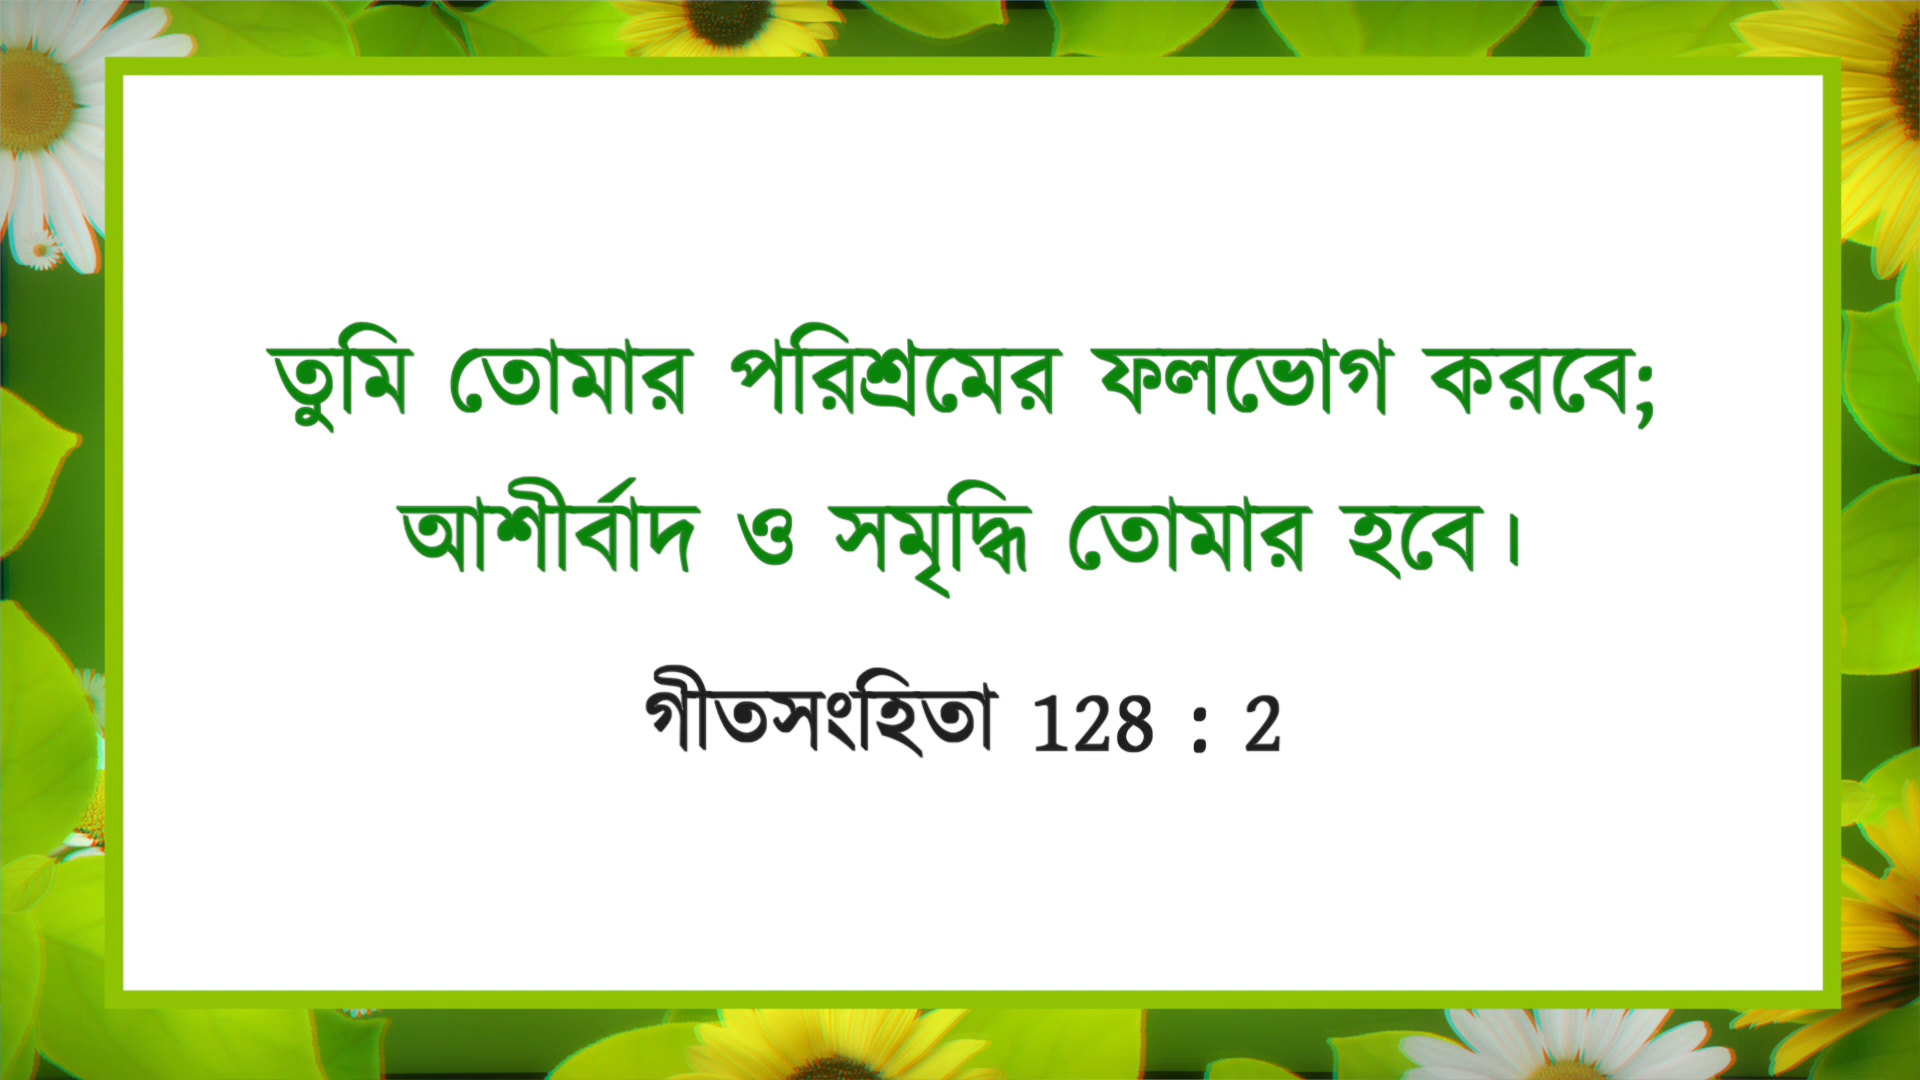 তুমি তোমার পরিশ্রমের ফলভোগ করবে;
আশীর্বাদ ও সমৃদ্ধি তোমার হবে।
গীতসংহিতা 128 : 2